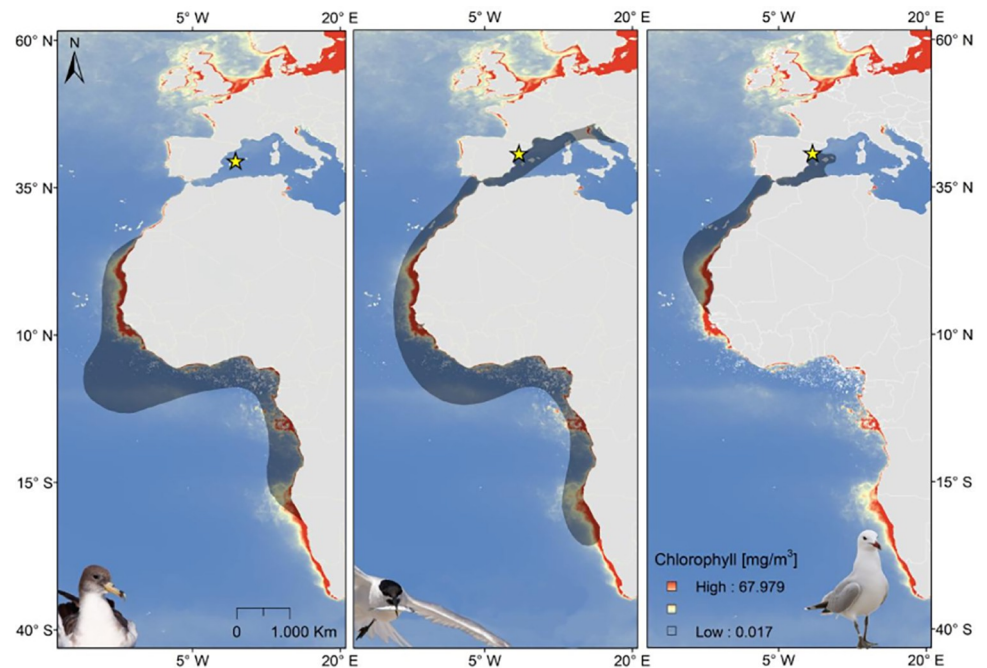 5° W 20° E 5° W 20° E 5° W 20° E
60° N 60° N
N
35° N 35° N
10° N 10° N
15° S 15° S
Chlorophyll [mg/m³]
High : 67.979
0 1.000 Km
Low : 0.017
40° S 40° S
5° W 20° E 5° W 20° E 5° W 20° E